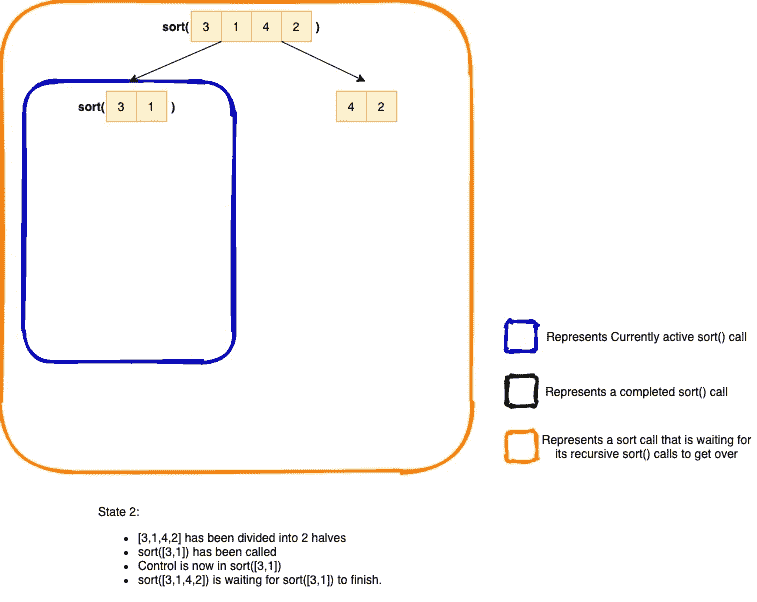 sort( 3 1 4 2 )
sort( 3 1 ) 4 2
Represents Currently active sort() call
Represents a completed sort() call
Represents a sort call that is waiting for
its recursive sort() calls to get over
State 2:
• [3,1,4,2] has been divided into 2 halves
• sort([3,1]) has been called
• Control is now in sort([3,1])
• sort([3,1,4,2]) is waiting for sort([3,1]) to finish.